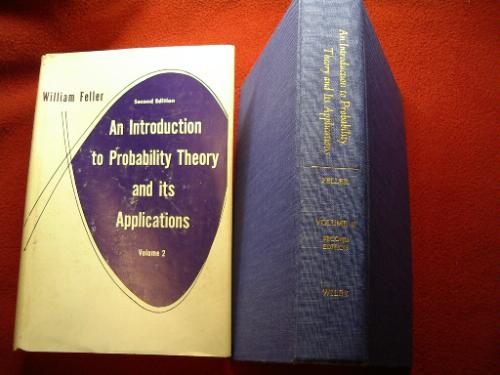 William Feller
Second Edition
An Introduction
to Probability Theory
and its
Applications
Volume 2
An Introduction to Probability
Theory and Its Applications
FELLER
VOLUME
SECOND
EDITION
WILEY